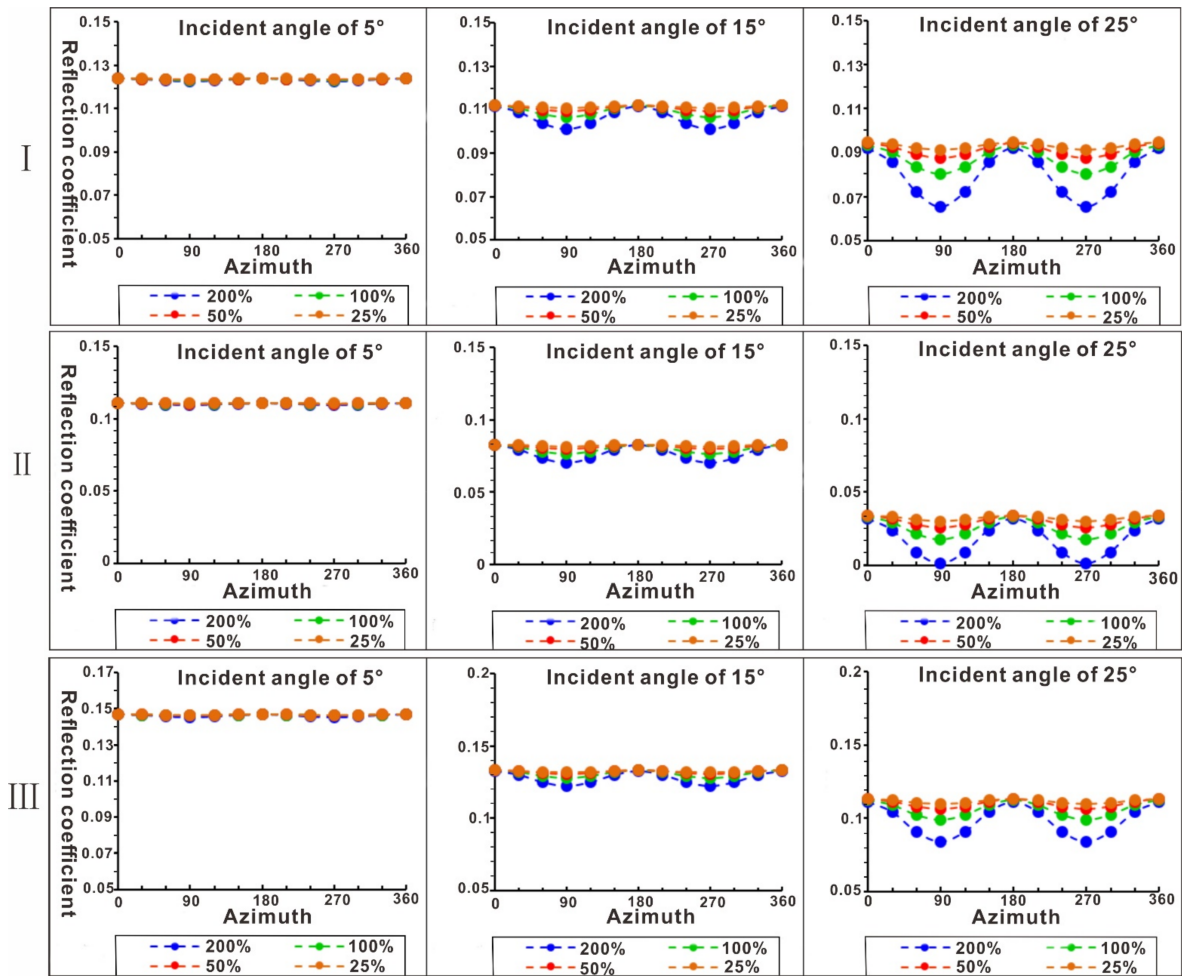 Incident angle of 5°
Incident angle of 15°
Incident angle of 25°
Reflection coefficient
0.15
0.13
0.11
0.09
0.07
0.05
0 90 180 270 360
Azimuth
200% 100%
50% 25%
0.15
0.13
0.11
0.09
0.07
0.05
0 90 180 270 360
Azimuth
200% 100%
50% 25%
0.15
0.13
0.11
0.09
0.07
0.05
0 90 180 270 360
Azimuth
200% 100%
50% 25%
I
Incident angle of 5°
Incident angle of 15°
Incident angle of 25°
Reflection coefficient
0.15
0.1
0.05
0
0 90 180 270 360
Azimuth
200% 100%
50% 25%
0.15
0.1
0.05
0
0 90 180 270 360
Azimuth
200% 100%
50% 25%
0.15
0.1
0.05
0
0 90 180 270 360
Azimuth
200% 100%
50% 25%
II
Incident angle of 5°
Incident angle of 15°
Incident angle of 25°
Reflection coefficient
0.17
0.15
0.13
0.11
0.09
0.07
0.05
0 90 180 270 360
Azimuth
200% 100%
50% 25%
0.2
0.15
0.1
0.05
0 90 180 270 360
Azimuth
200% 100%
50% 25%
0.2
0.15
0.1
0.05
0 90 180 270 360
Azimuth
200% 100%
50% 25%
III